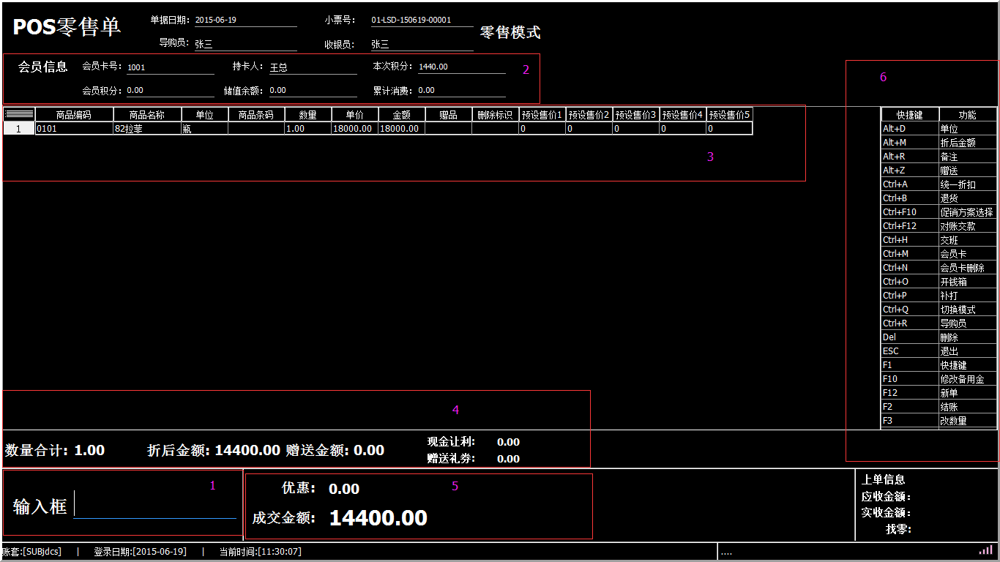 POS零售单 单据日期: 2015-06-19 小票号: 01-LSD-150619-00001 零售模式
导购员: 张三 收银员: 张三
会员信息 会员卡号: 1001 持卡人: 王总 本次积分: 1440.00 2
会员积分: 0.00 储值余额: 0.00 累计消费: 0.00
6
商品编码 商品名称 单位 商品条码 数量 单价 金额 赠品 删除标识 预设售价1 预设售价2 预设售价3 预设售价4 预设售价5
1 0101 82拉菲 瓶 1.00 18000.00 18000.00 0 0 0 0 0
3
快捷键 功能
Alt+D 单位
Alt+M 折后金额
Alt+R 备注
Alt+Z 赠送
Ctrl+A 统一折扣
Ctrl+B 退货
Ctrl+F10 促销方案选择
Ctrl+F12 对账交款
Ctrl+H 交班
Ctrl+M 会员卡
Ctrl+N 会员卡删除
Ctrl+O 开钱箱
Ctrl+P 补打
Ctrl+Q 切换模式
Ctrl+R 导购员
Del 删除
ESC 退出
F1 快捷键
F10 修改备用金
F12 新单
F2 结账
F3 改数量
4
数量合计: 1.00 折后金额: 14400.00 赠送金额: 0.00 现金让利: 0.00
赠送礼券: 0.00
1
输入框
优惠: 0.00 5
成交金额: 14400.00
上单信息
应收金额:
实收金额:
找零:
账套:[SUBjdcs] | 登录日期:[2015-06-19] | 当前时间:[11:30:07] ....